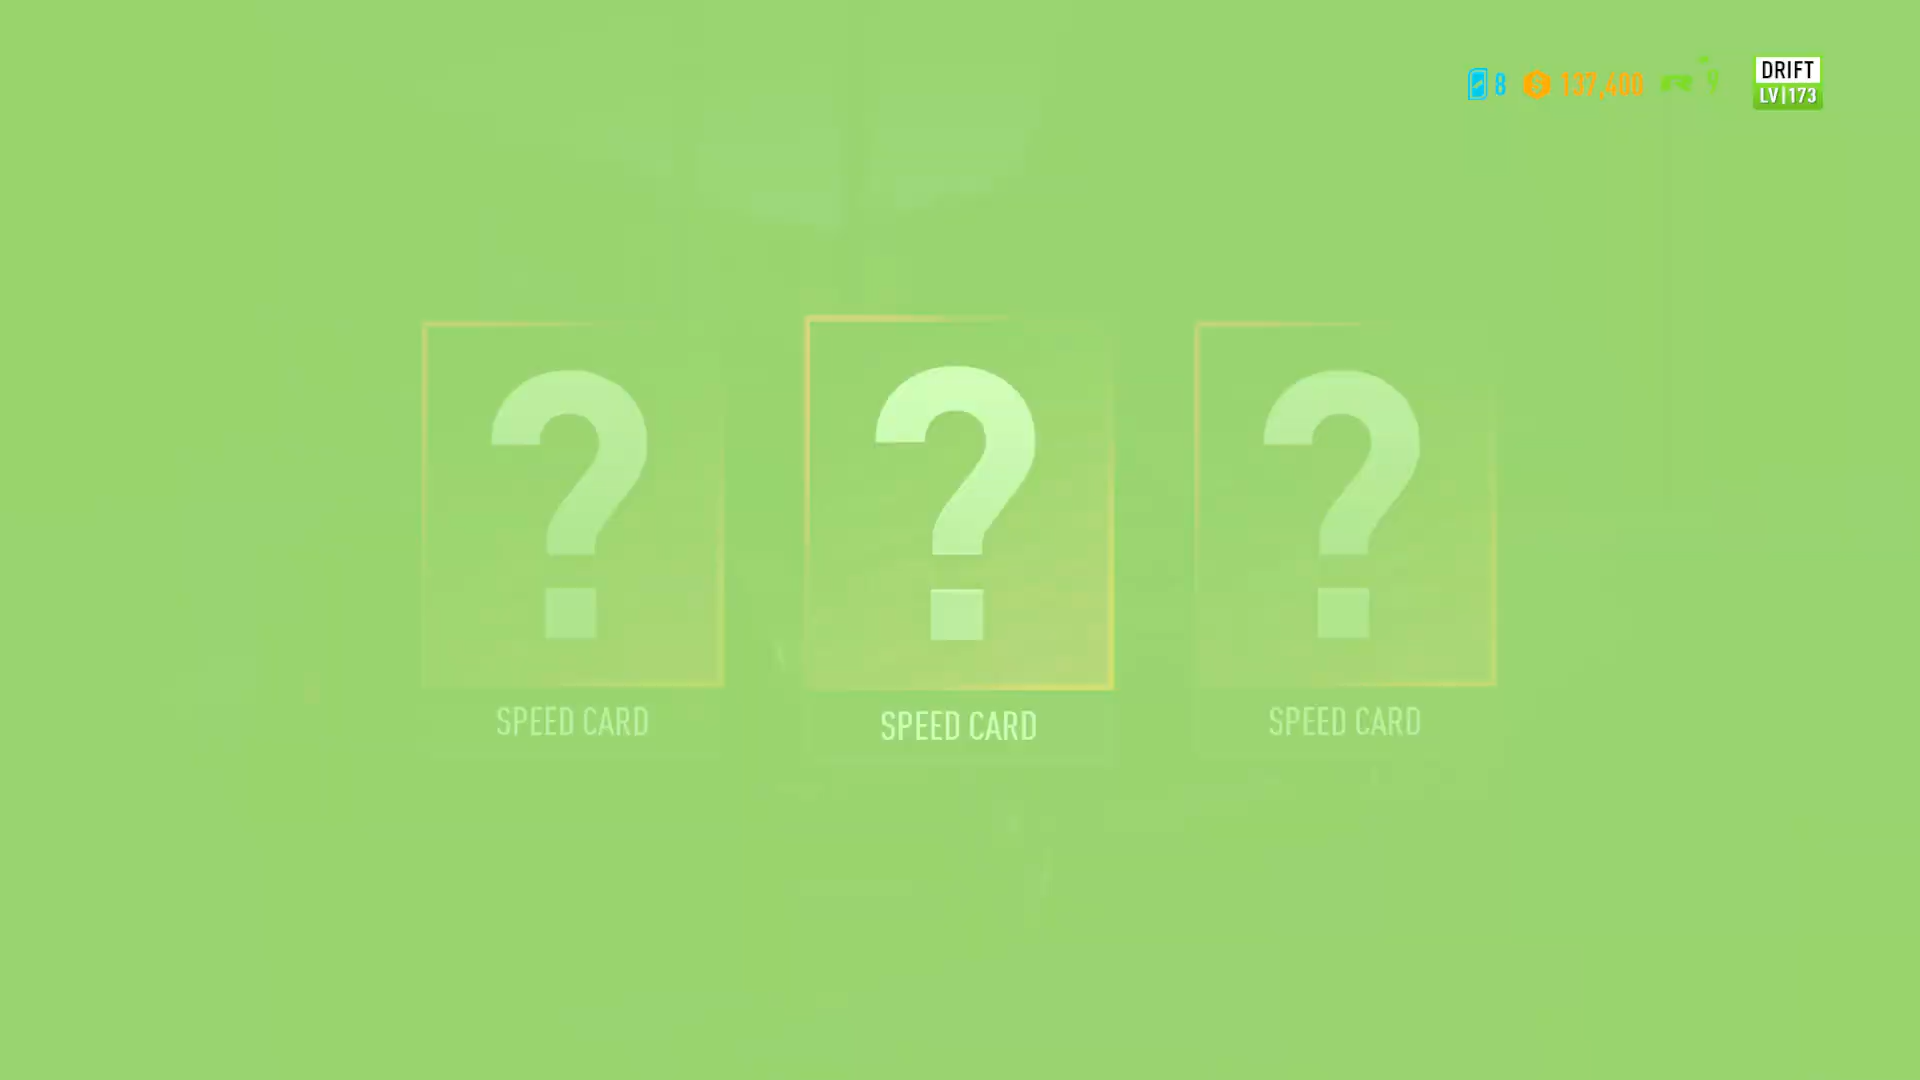 8 137,400 9
DRIFT
LV|173
?
?
?
SPEED CARD
SPEED CARD
SPEED CARD